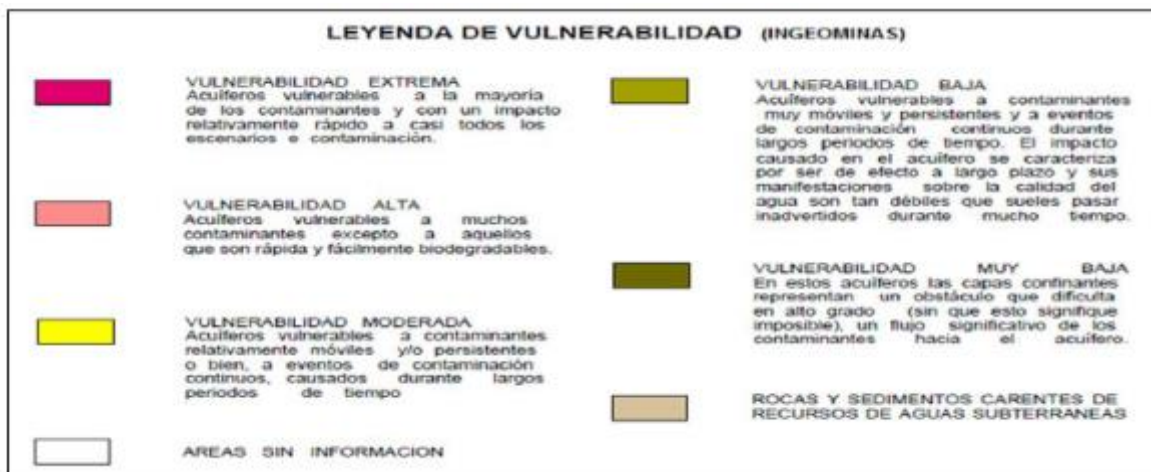 LEYENDA DE VULNERABILIDAD (INGEOMINAS)
VULNERABILIDAD EXTREMA
Acuíferos vulnerables a la mayoría
de los contaminantes y con un impacto
relativamente rápido a casi todos los
escenarios e contaminación.
VULNERABILIDAD ALTA
Acuíferos vulnerables a muchos
contaminantes excepto a aquellos
que son rápida y fácilmente biodegradables.
VULNERABILIDAD MODERADA
Acuíferos vulnerables a contaminantes
relativamente móviles y/o persistentes
o bien, a eventos de contaminación
continuos, causados durante largos
periodos de tiempo
AREAS SIN INFORMACION
VULNERABILIDAD BAJA
Acuíferos vulnerables a contaminantes
muy móviles y persistentes y a eventos
de contaminación continuos durante
largos periodos de tiempo. El impacto
causado en el acuífero se caracteriza
por ser de efecto a largo plazo y sus
manifestaciones sobre la calidad del
agua son tan débiles que sueles pasar
inadvertidos durante mucho tiempo.
VULNERABILIDAD MUY BAJA
En estos acuíferos las capas confinantes
representan un obstáculo que dificulta
en alto grado (sin que esto signifique
imposible), un flujo significativo de los
contaminantes hacia el acuífero.
ROCAS Y SEDIMENTOS CARENTES DE
RECURSOS DE AGUAS SUBTERRANEAS